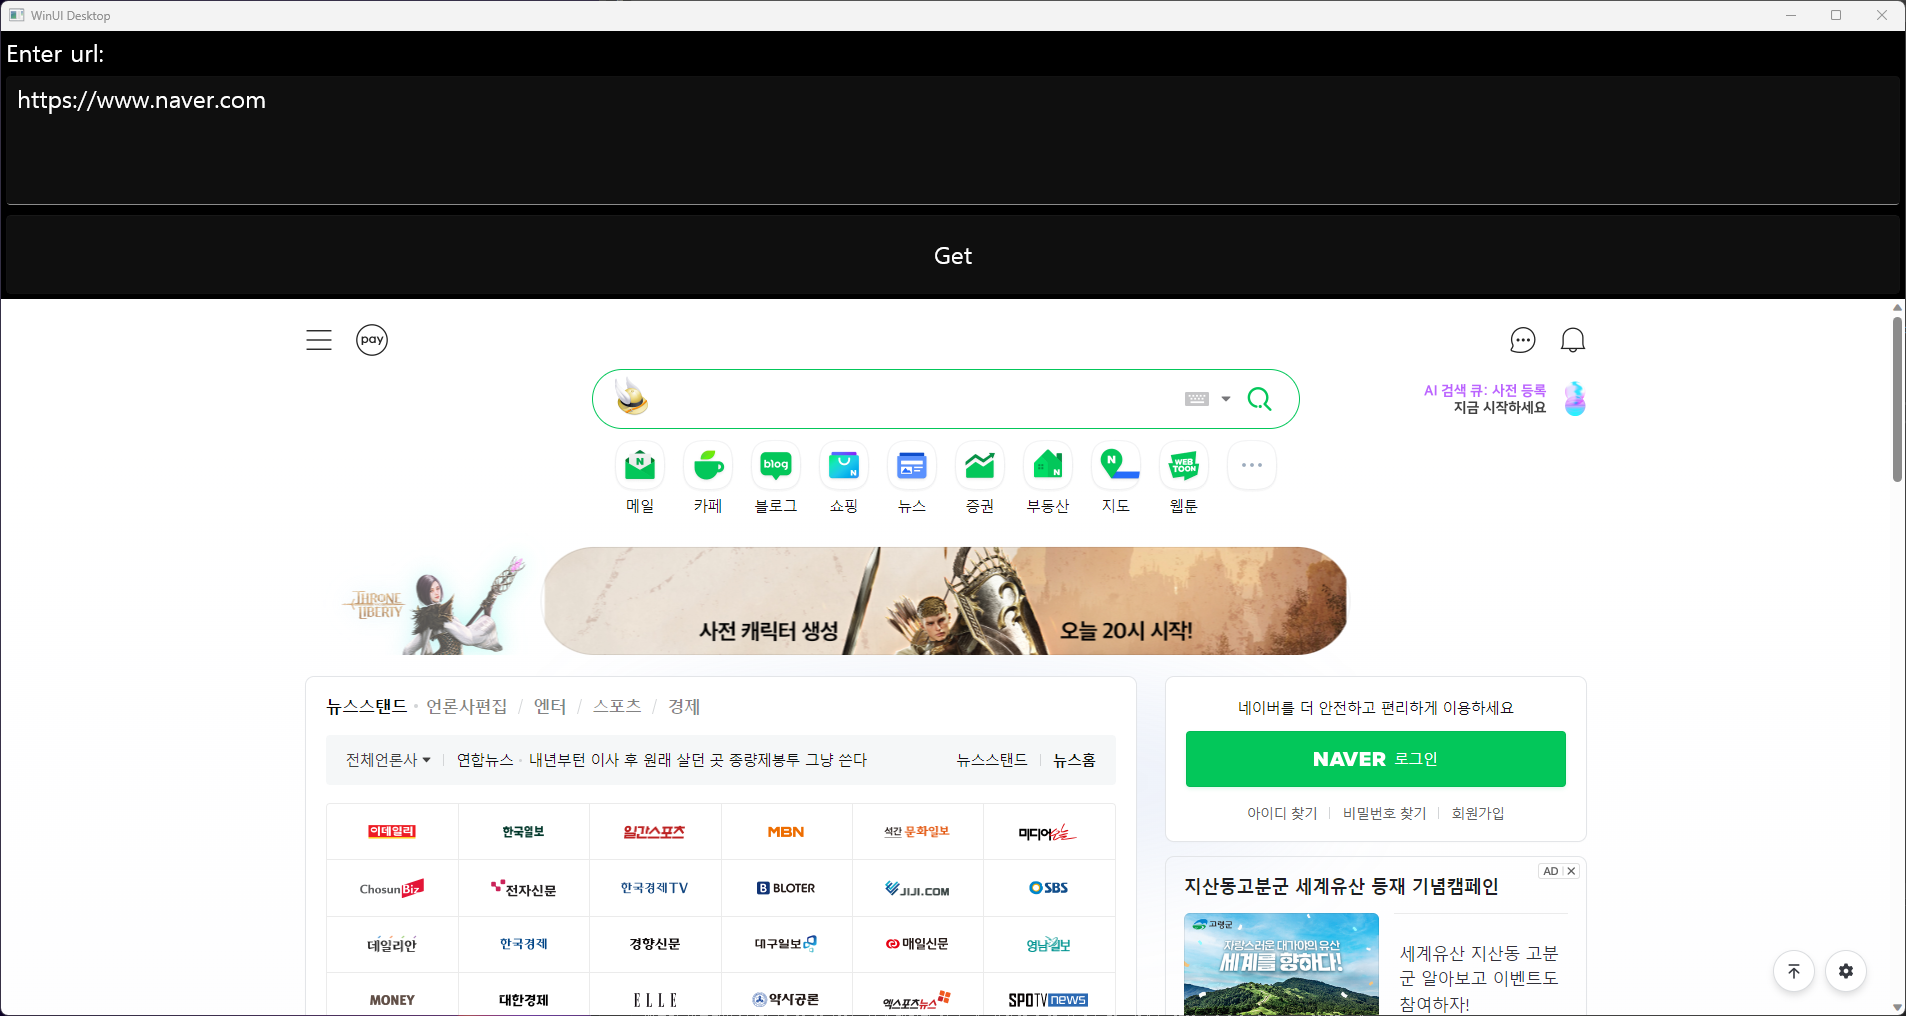 WinUI Desktop
Enter url:
https://www.naver.com
Get
pay
AI 검색 큐: 사전 등록
지금 시작하세요
N
blog
N
N
N
WEB
TOON
메일 카페 블로그 쇼핑 뉴스 증권 부동산 지도 웹툰
THRONE
LIBERTY
사전 캐릭터 생성 오늘 20시 시작!
뉴스스탠드 · 언론사편집 / 엔터 / 스포츠 / 경제
전체언론사 연합뉴스 · 내년부턴 이사 후 원래 살던 곳 종량제봉투 그냥 쓴다 뉴스스탠드 뉴스홈
이데일리 한국일보 일간스포츠 MBN 석간 문화일보 미디어오늘
ChosunBiz 전자신문 한국경제TV B BLOTER JIJI.COM SBS
데일리안 한국경제 경향신문 대구일보 매일신문 영남일보
MONEY 대한경제 ELLE 약사공론 엑스포츠뉴스 SPOTV news
네이버를 더 안전하고 편리하게 이용하세요
NAVER 로그인
아이디 찾기 비밀번호 찾기 회원가입
AD
지산동고분군 세계유산 등재 기념캠페인
고령군
자랑스러운 대가야의 유산
세계를 향하다!
세계유산 지산동 고분
군 알아보고 이벤트도
참여하자!